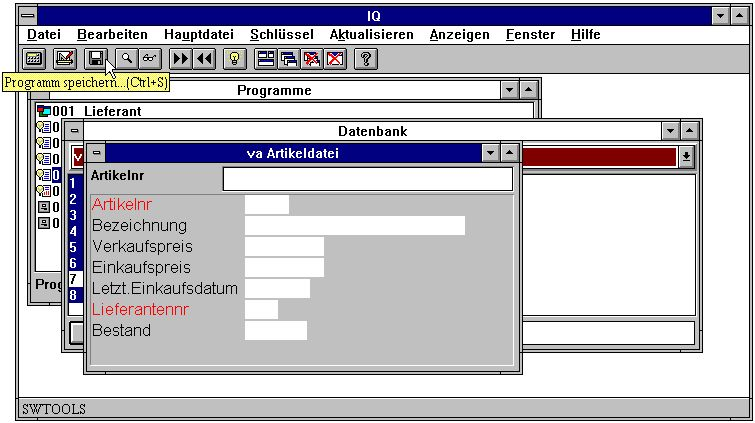 IQ
Datei Bearbeiten Hauptdatei Schlüssel Aktualisieren Anzeigen Fenster Hilfe
Programm speichern...(Ctrl+S)
Programme
001 Lieferant
0
0
0
0
0
0
0
Prog
Datenbank
v
1
2
3
4
5
6
7
8
va Artikeldatei
Artikelnr
Artikelnr
Bezeichnung
Verkaufspreis
Einkaufspreis
Letzt.Einkaufsdatum
Lieferantennr
Bestand
SWTOOLS